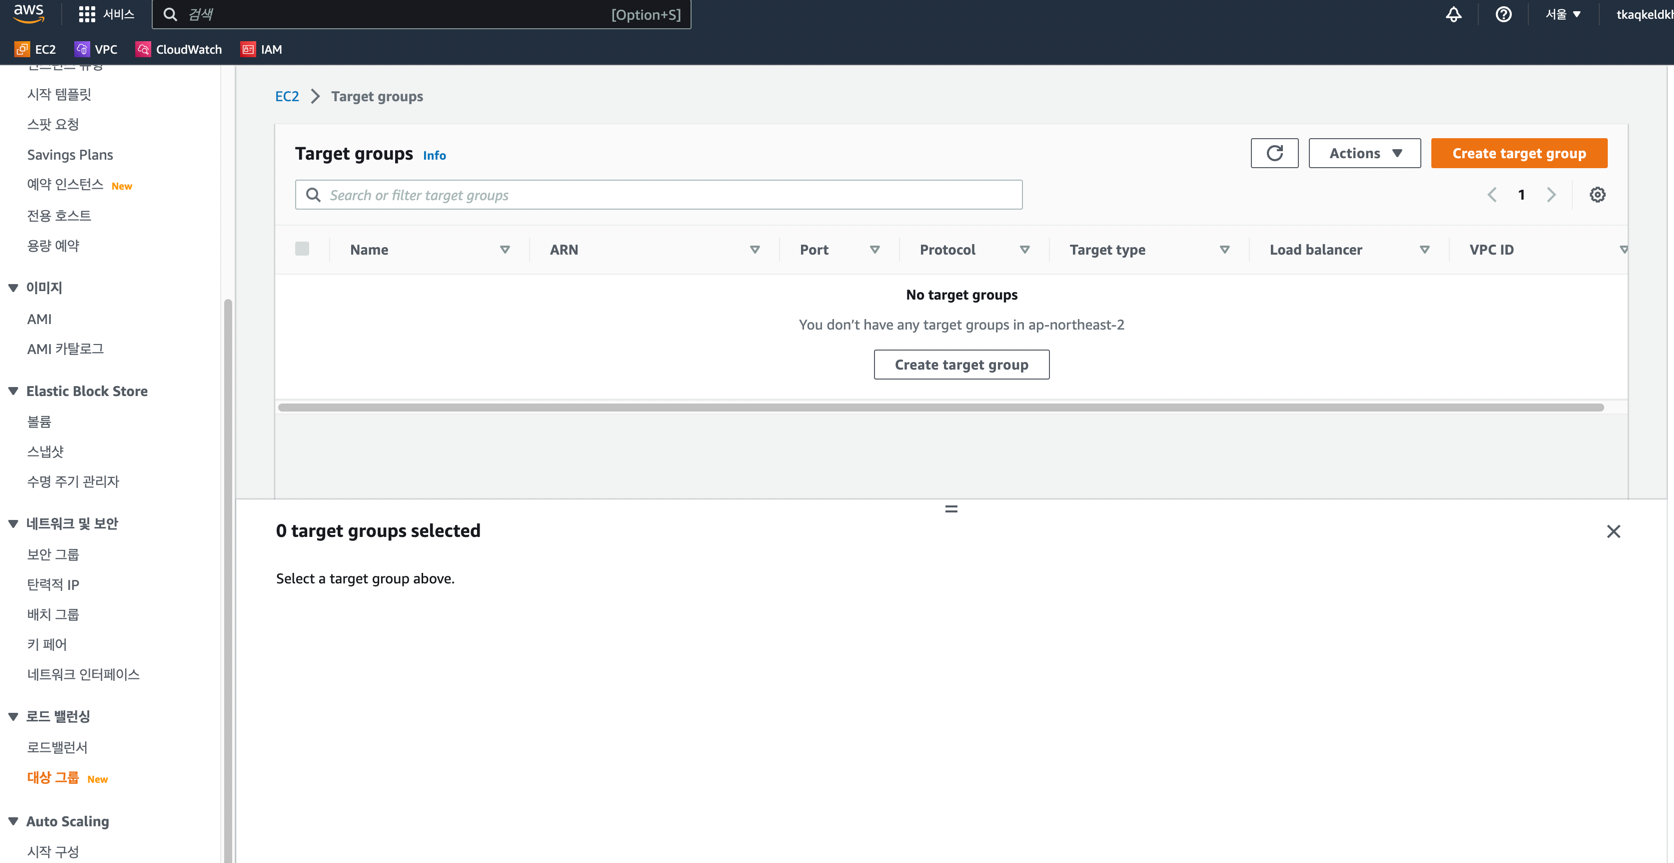 aws
서비스
검색
[Option+S]
서울
EC2
VPC
CloudWatch
IAM
시작 템플릿
스팟 요청
Savings Plans
예약 인스턴스 New
전용 호스트
용량 예약
이미지
AMI
AMI 카탈로그
Elastic Block Store
볼륨
스냅샷
수명 주기 관리자
네트워크 및 보안
보안 그룹
탄력적 IP
배치 그룹
키 페어
네트워크 인터페이스
로드 밸런싱
로드밸런서
대상 그룹 New
Auto Scaling
시작 구성
EC2 Target groups
Target groups Info
Actions
Create target group
Search or filter target groups
1
Name ARN Port Protocol Target type Load balancer VPC ID
No target groups
You don’t have any target groups in ap-northeast-2
Create target group
0 target groups selected
Select a target group above.